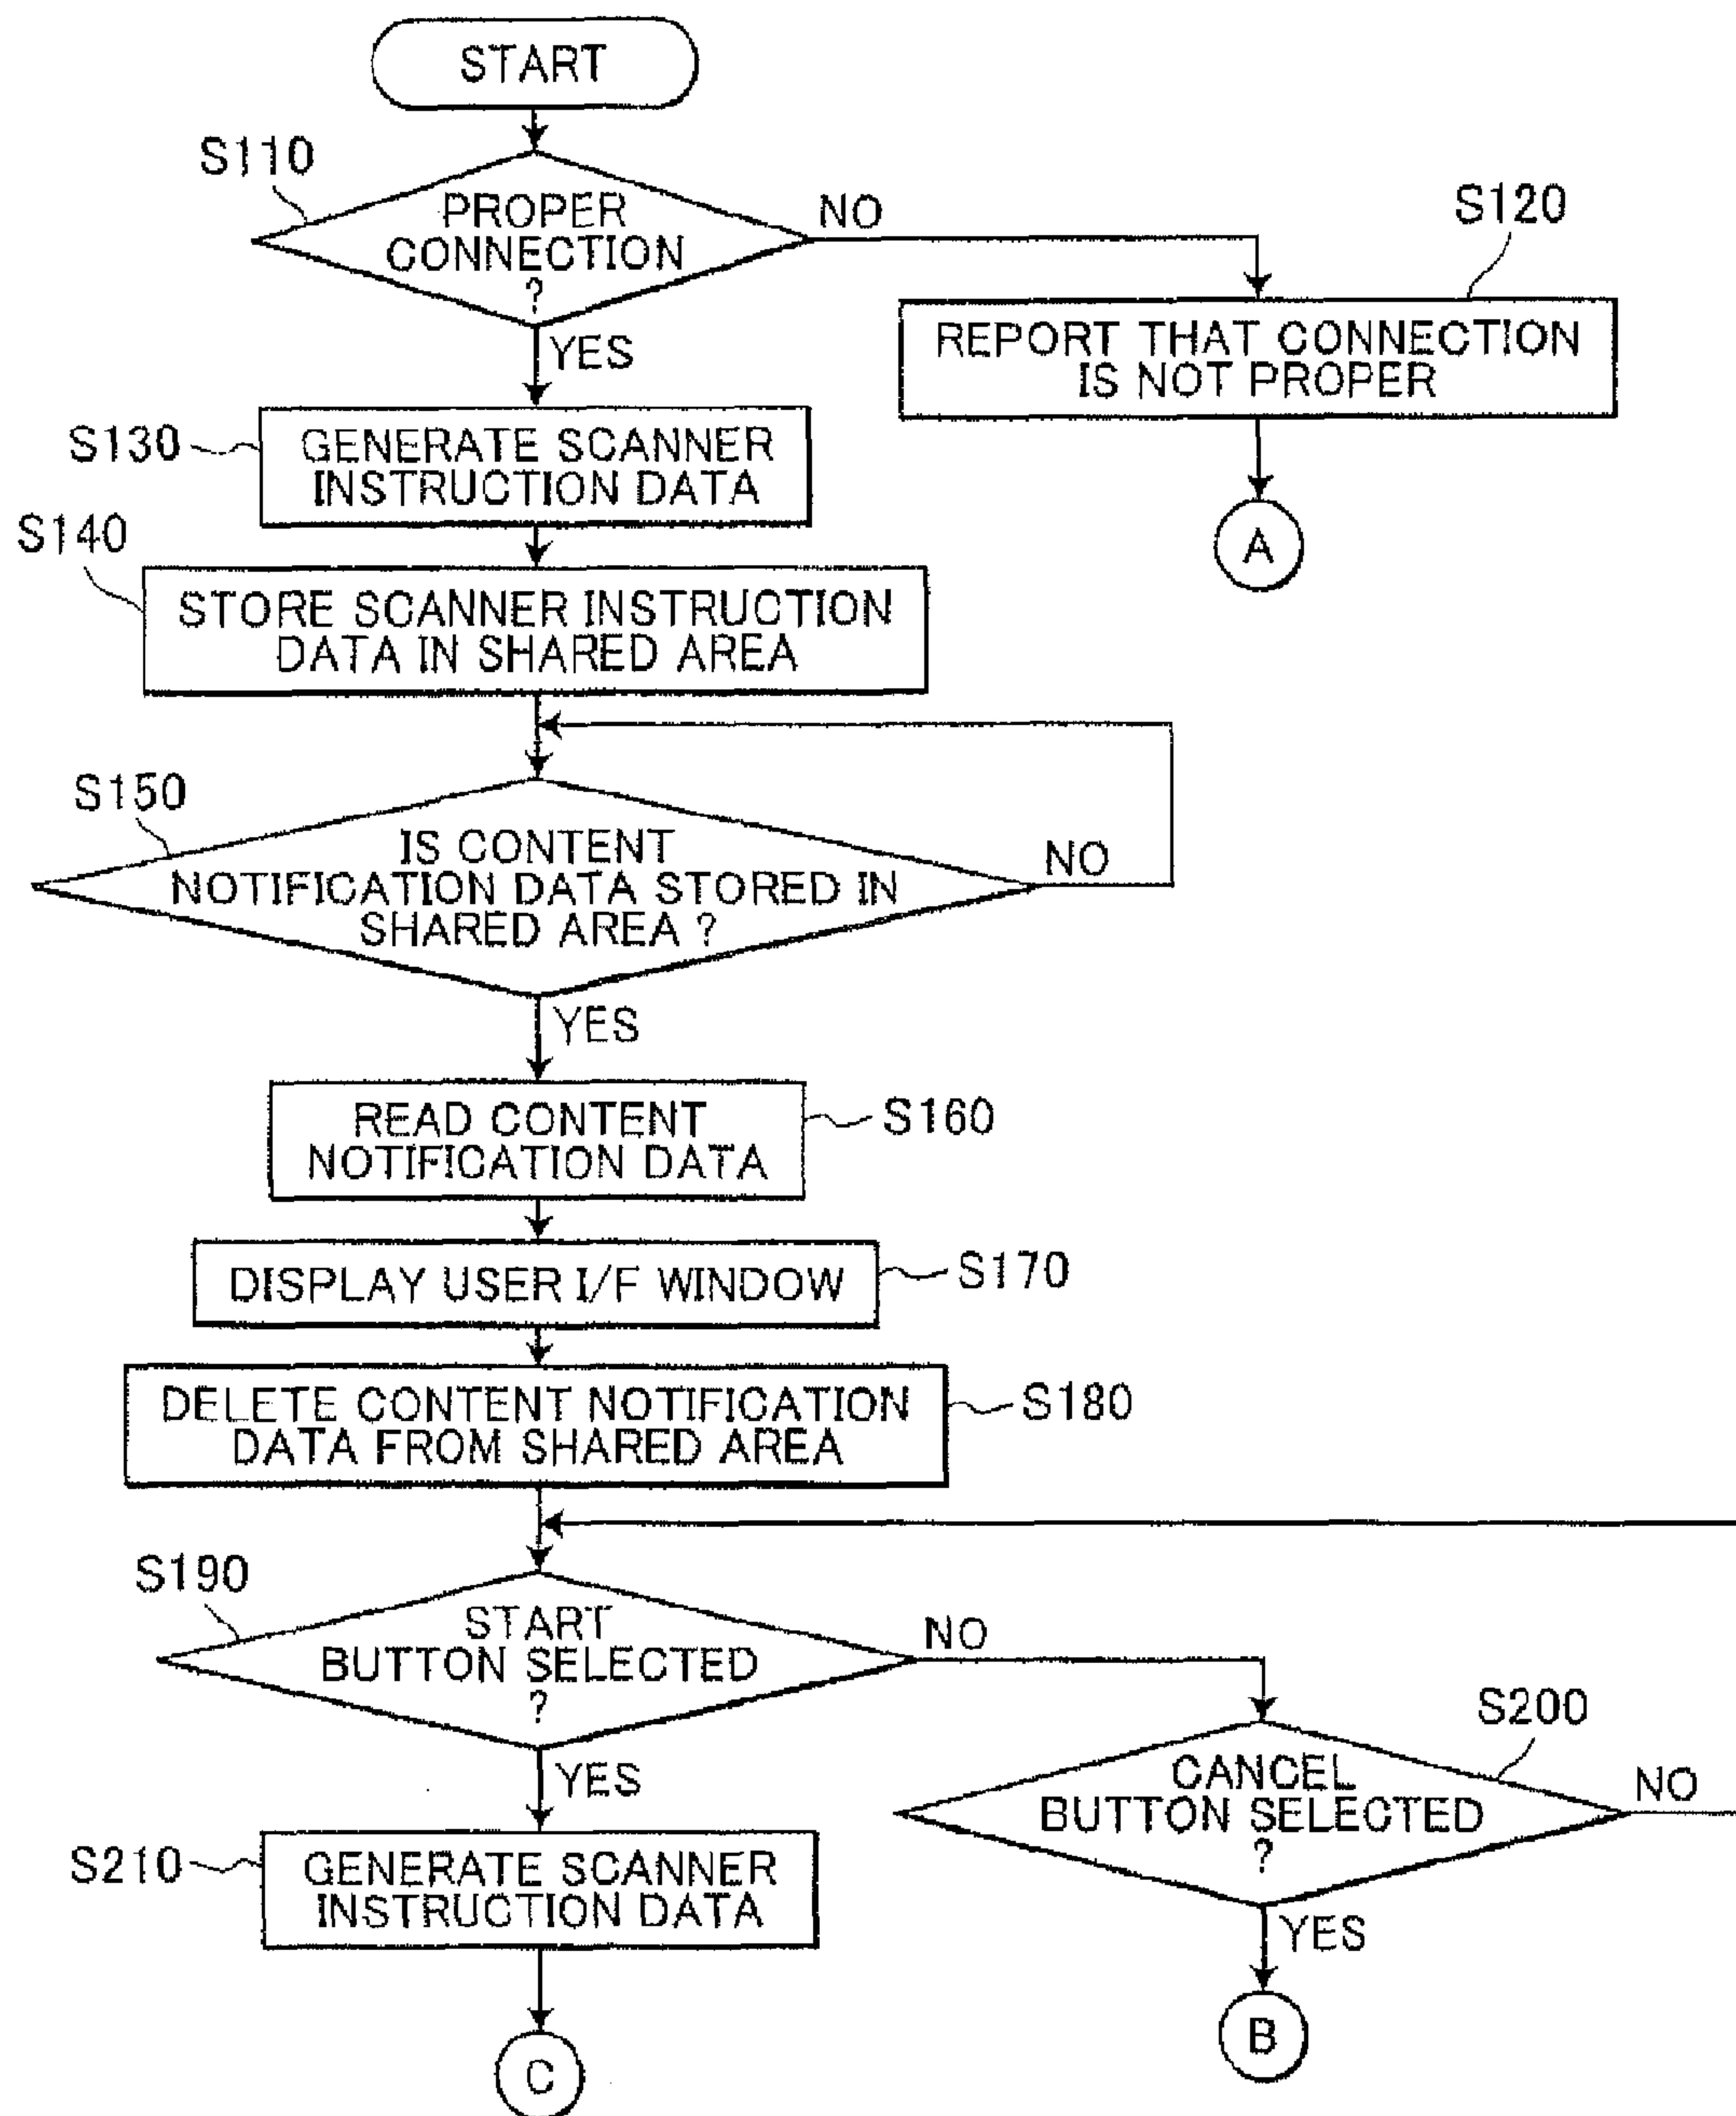 START
S110
PROPER
CONNECTION
?
NO
S120
REPORT THAT CONNECTION
IS NOT PROPER
A
YES
S130
GENERATE SCANNER
INSTRUCTION DATA
S140
STORE SCANNER INSTRUCTION
DATA IN SHARED AREA
S150
IS CONTENT
NOTIFICATION DATA STORED IN
SHARED AREA ?
NO
YES
READ CONTENT
NOTIFICATION DATA
S160
DISPLAY USER I/F WINDOW
S170
DELETE CONTENT NOTIFICATION
DATA FROM SHARED AREA
S180
S190
START
BUTTON SELECTED
?
NO
S200
CANCEL
BUTTON SELECTED
?
NO
YES
B
YES
S210
GENERATE SCANNER
INSTRUCTION DATA
C